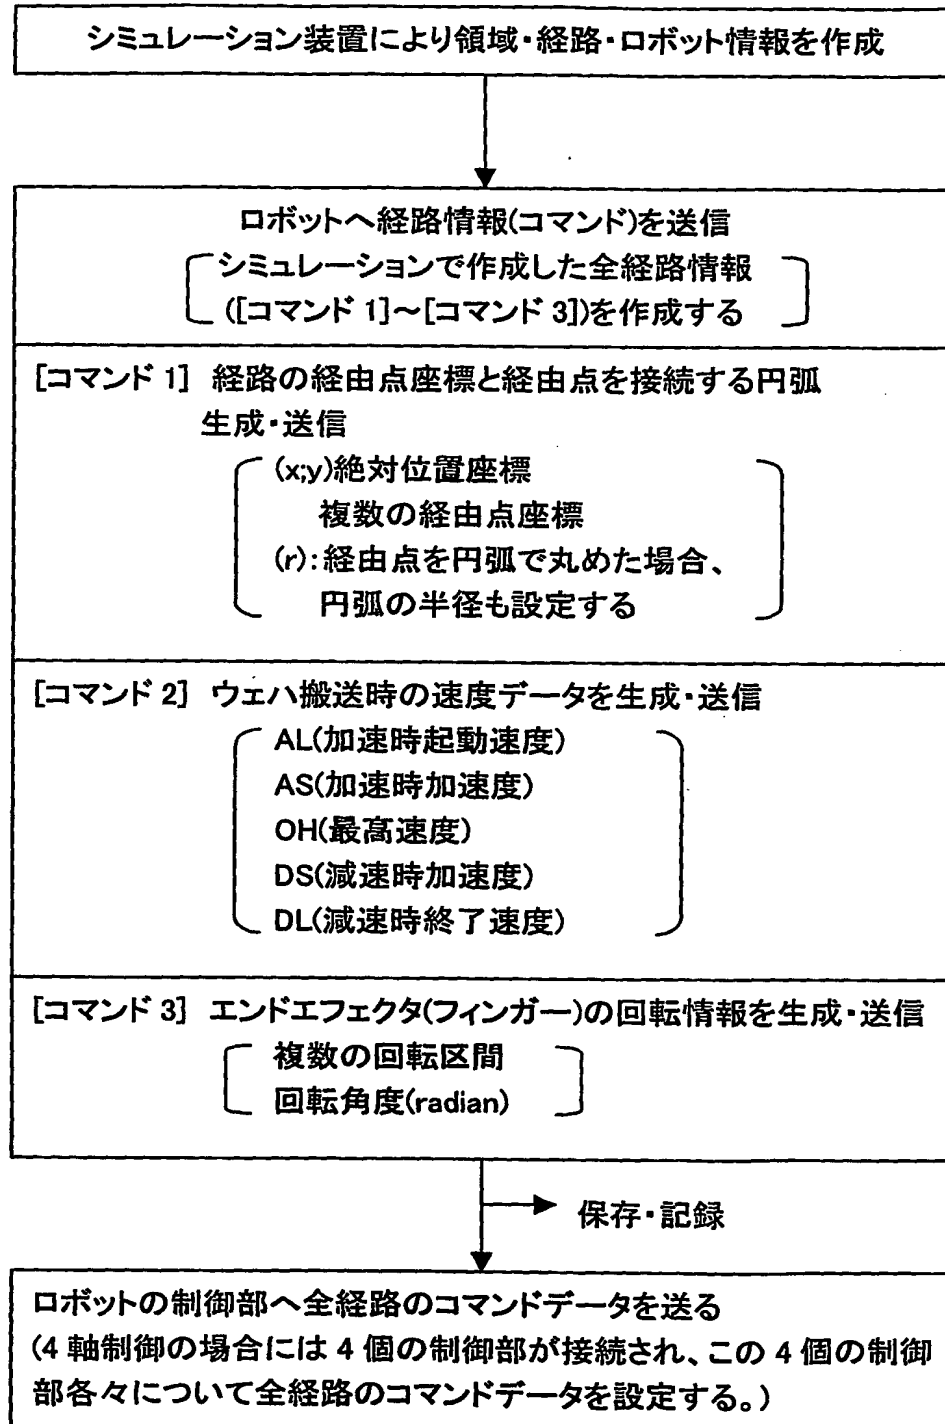 シミュレーション装置により領域・経路・ロボット情報を作成
ロボットへ経路情報(コマンド)を送信
シミュレーションで作成した全経路情報
([コマンド 1]～[コマンド 3])を作成する
[コマンド 1] 経路の経由点座標と経由点を接続する円弧
生成・送信
(x;y)絶対位置座標
複数の経由点座標
(r):経由点を円弧で丸めた場合、
円弧の半径も設定する
[コマンド 2] ウェハ搬送時の速度データを生成・送信
AL(加速時起動速度)
AS(加速時加速度)
OH(最高速度)
DS(減速時加速度)
DL(減速時終了速度)
[コマンド 3] エンドエフェクタ(フィンガー)の回転情報を生成・送信
複数の回転区間
回転角度(radian)
保存・記録
ロボットの制御部へ全経路のコマンドデータを送る
(4 軸制御の場合には 4 個の制御部が接続され、この 4 個の制御
部各々について全経路のコマンドデータを設定する。)